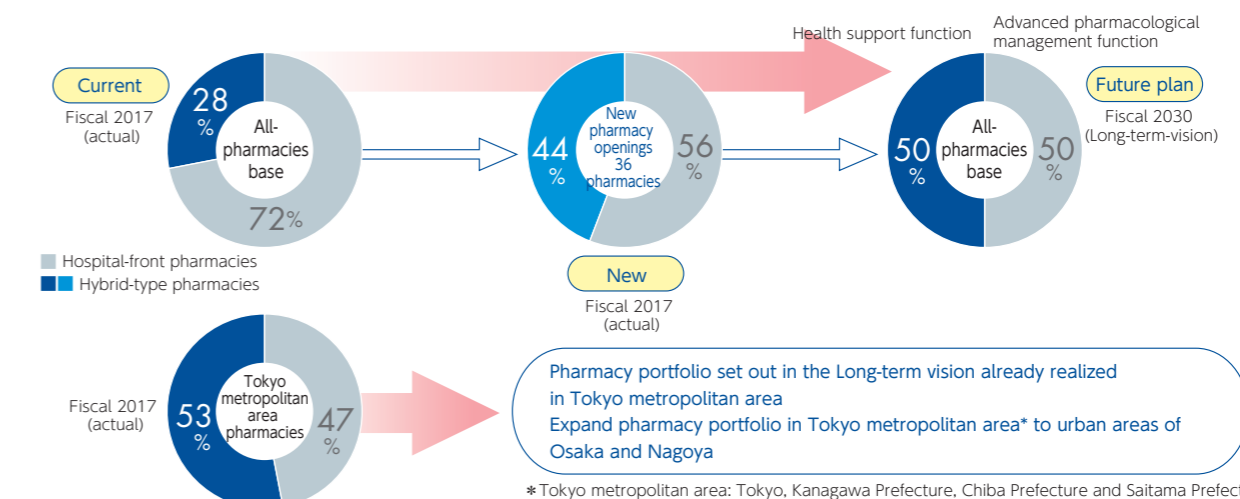 Health support function
Advanced pharmacological
management function
Current
Fiscal 2017
(actual)
28
%
All-
pharmacies
base
72%
New
pharmacy
openings
36
pharmacies
44
%
56
%
New
Fiscal 2017
(actual)
All-
pharmacies
base
50
%
50
%
Future plan
Fiscal 2030
(Long-term-vision)
Hospital-front pharmacies
Hybrid-type pharmacies
Fiscal 2017
(actual)
53
%
Tokyo
metropolitan
area
pharmacies
47
%
Pharmacy portfolio set out in the Long-term vision already realized
in Tokyo metropolitan area
Expand pharmacy portfolio in Tokyo metropolitan area* to urban areas of
Osaka and Nagoya
*Tokyo metropolitan area: Tokyo, Kanagawa Prefecture, Chiba Prefecture and Saitama